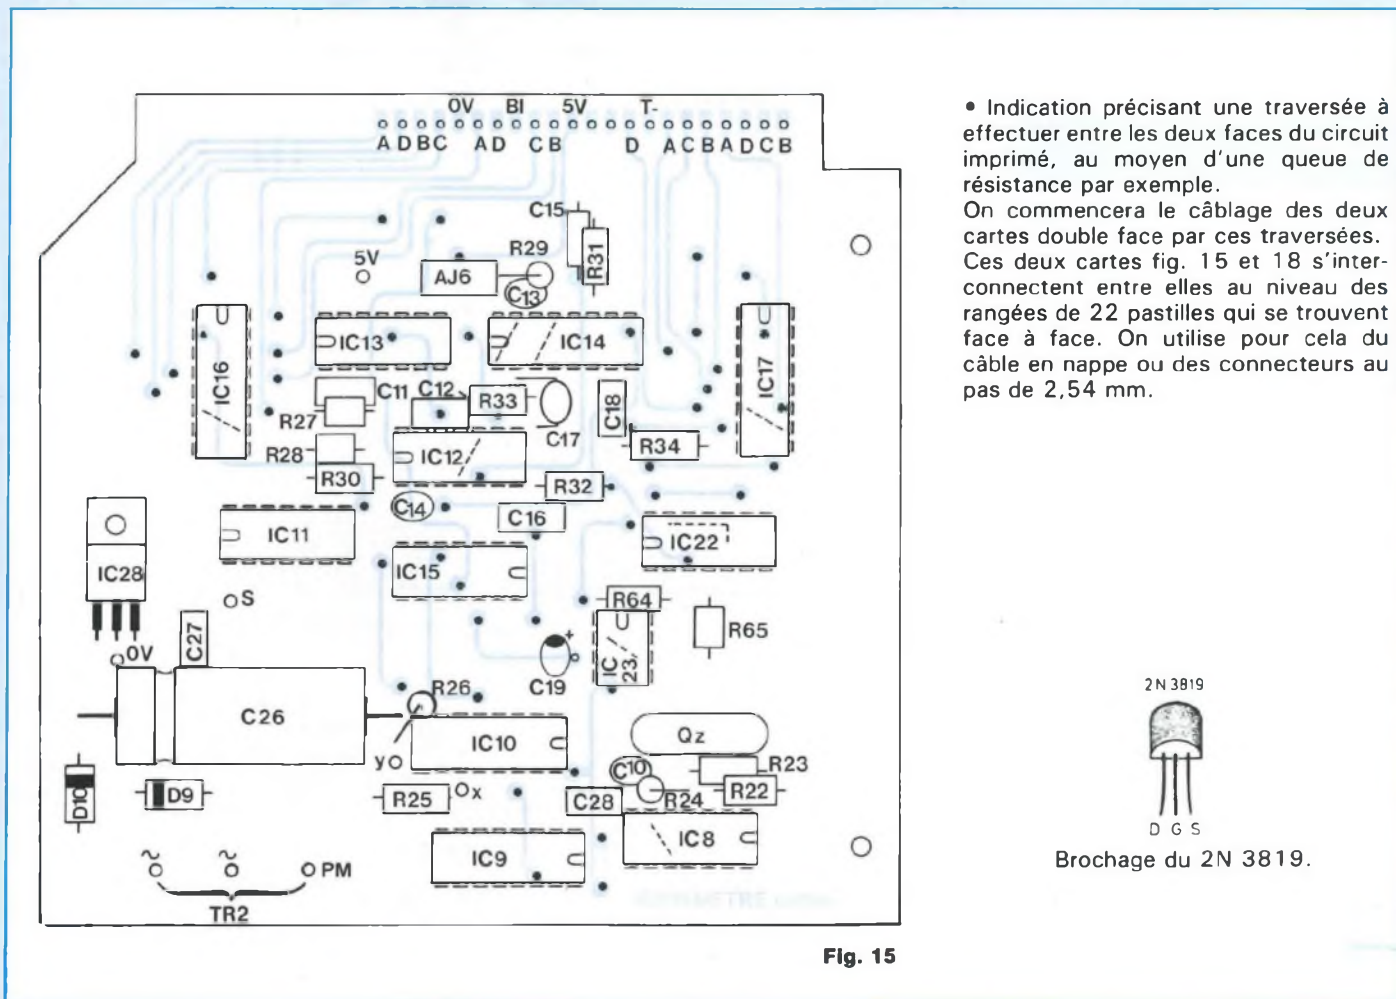 0V BI 5V T-
A D B C A D C B D A C B A D C B
C15
R29
R31
5V
AJ6
C13
IC16
IC13
IC14
IC17
C11
C12
R33
C18
R27
C17
R34
R28
IC12
R30
R32
C14
C16
IC11
IC22
IC28
IC15
S
R64
R65
C27
0V
IC
23
C19
R26
C26
IC10
Qz
y
C10
R23
D10
D9
R25
x
C28
R24
R22
IC9
IC8
~ ~ PM
TR2
Fig. 15
• Indication précisant une traversée à
effectuer entre les deux faces du circuit
imprimé, au moyen d'une queue de
résistance par exemple.
On commencera le câblage des deux
cartes double face par ces traversées.
Ces deux cartes fig. 15 et 18 s'inter-
connectent entre elles au niveau des
rangées de 22 pastilles qui se trouvent
face à face. On utilise pour cela du
câble en nappe ou des connecteurs au
pas de 2,54 mm.
2N 3819
D G S
Brochage du 2N 3819.